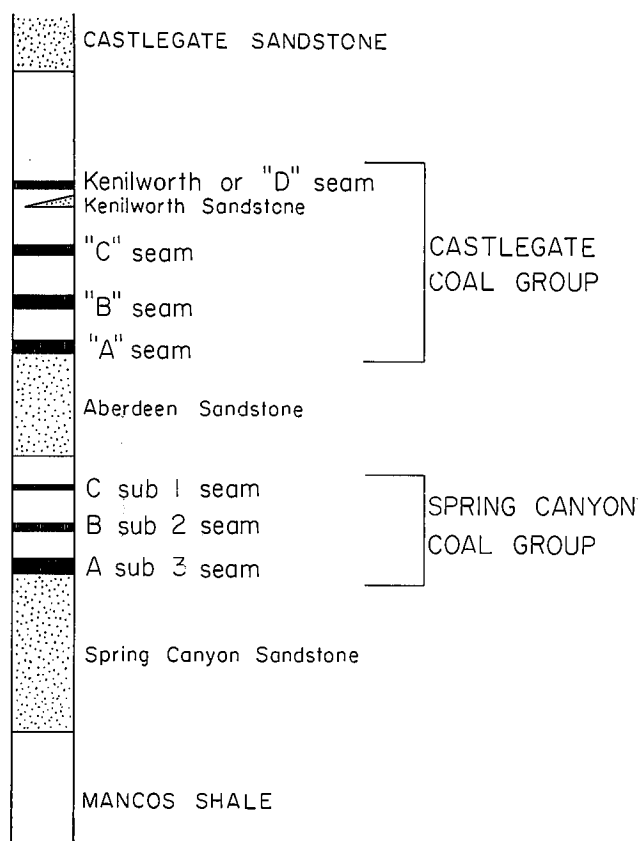 CASTLEGATE SANDSTONE
Kenilworth or "D" seam
Kenilworth Sandstone
"C" seam
"B" seam
"A" seam
CASTLEGATE
COAL GROUP
Aberdeen Sandstone
C sub 1 seam
B sub 2 seam
A sub 3 seam
SPRING CANYON
COAL GROUP
Spring Canyon Sandstone
MANCOS SHALE